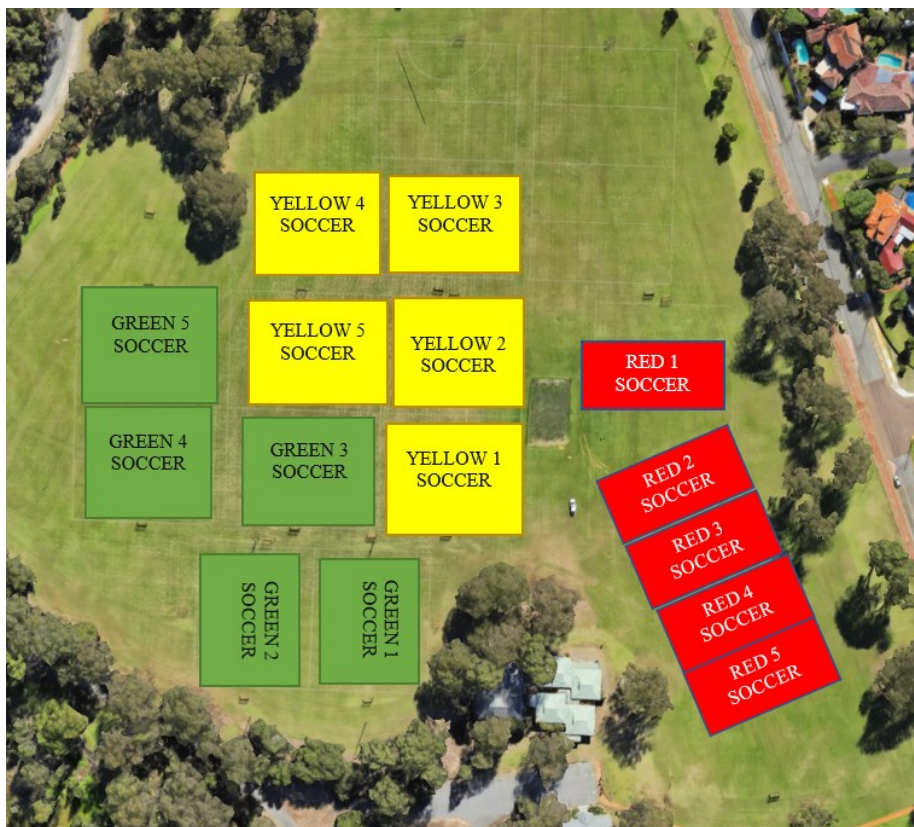 YELLOW 4
SOCCER
YELLOW 3
SOCCER
GREEN 5
SOCCER
YELLOW 5
SOCCER
YELLOW 2
SOCCER
RED 1
SOCCER
GREEN 4
SOCCER
GREEN 3
SOCCER
YELLOW 1
SOCCER
RED 2
SOCCER
RED 3
SOCCER
RED 4
SOCCER
RED 5
SOCCER
GREEN 2
SOCCER
GREEN 1
SOCCER